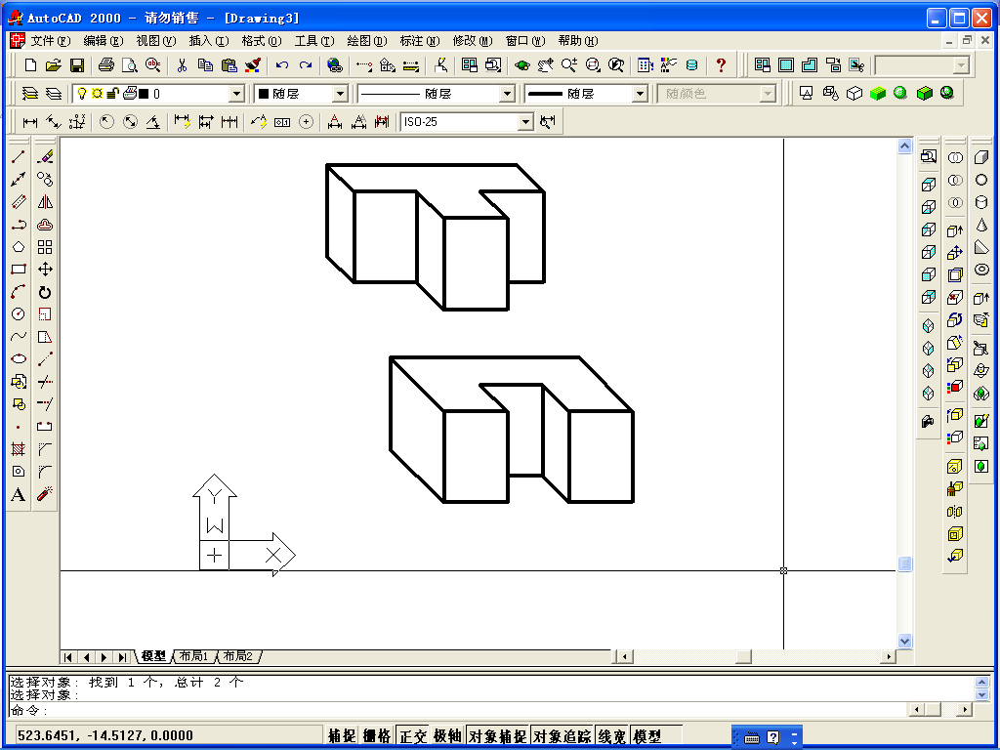 AutoCAD 2000 - 请勿销售 - [Drawing3]
文件(F) 编辑(E) 视图(V) 插入(I) 格式(O) 工具(T) 绘图(D) 标注(N) 修改(M) 窗口(W) 帮助(H)
0 随层 随层 随层 随颜色
ISO-25
A
Y
W
X
模型 布局1 布局2
选择对象: 找到 1 个，总计 2 个
选择对象:
命令:
523.6451, -14.5127, 0.0000 捕捉 栅格 正交 极轴 对象捕捉 对象追踪 线宽 模型